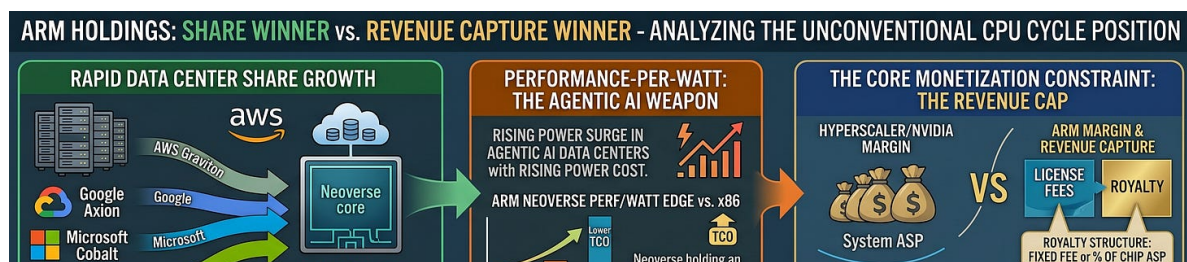 ARM HOLDINGS: SHARE WINNER vs. REVENUE CAPTURE WINNER - ANALYZING THE UNCONVENTIONAL CPU CYCLE POSITION
RAPID DATA CENTER SHARE GROWTH
aws
AWS Graviton
Google
Axion
Google
Microsoft
Cobalt
Microsoft
Neoverse
core
PERFORMANCE-PER-WATT:
THE AGENTIC AI WEAPON
RISING POWER SURGE IN
AGENTIC AI DATA CENTERS
with RISING POWER COST.
ARM NEOVERSE PERF/WATT EDGE vs. x86
Lower
TCO
TCO
Neoverse holding an
THE CORE MONETIZATION CONSTRAINT:
THE REVENUE CAP
HYPERSCALER/NVIDIA
MARGIN
$ $ $
System ASP
VS
ARM MARGIN &
REVENUE CAPTURE
LICENSE
FEES
ROYALTY
ROYALTY STRUCTURE:
FIXED FEE or % OF CHIP ASP